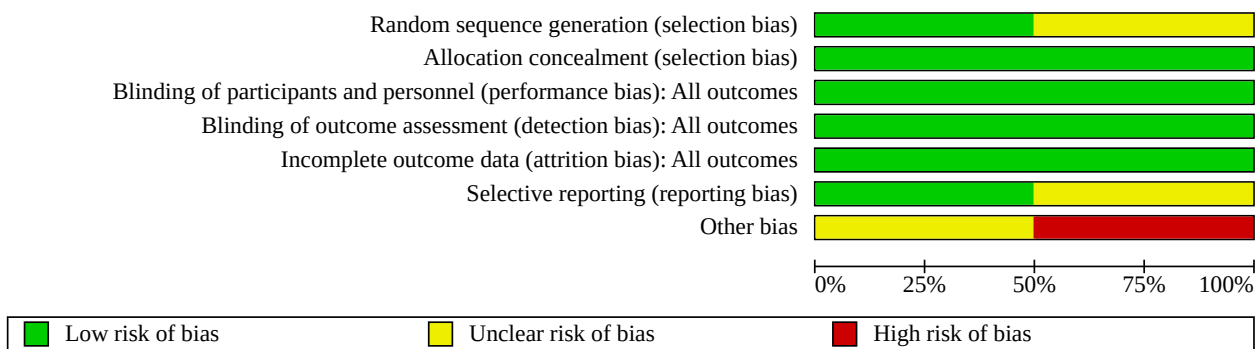 Random sequence generation (selection bias)
Allocation concealment (selection bias)
Blinding of participants and personnel (performance bias): All outcomes
Blinding of outcome assessment (detection bias): All outcomes
Incomplete outcome data (attrition bias): All outcomes
Selective reporting (reporting bias)
Other bias
0% 25% 50% 75% 100%
Low risk of bias Unclear risk of bias High risk of bias